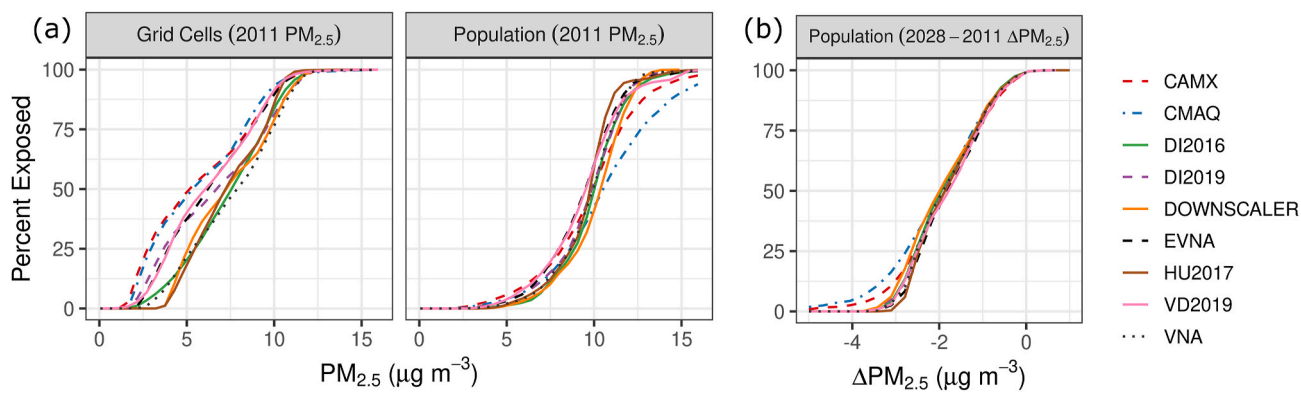 (a)
Grid Cells (2011 PM₂.₅)
Population (2011 PM₂.₅)
Percent Exposed
100
75
50
25
0
0 5 10 15
0 5 10 15
PM₂.₅ (μg m⁻³)
(b)
Population (2028 − 2011 ΔPM₂.₅)
100
75
50
25
0
-4 -2 0
ΔPM₂.₅ (μg m⁻³)
CAMX
CMAQ
DI2016
DI2019
DOWNSCALER
EVNA
HU2017
VD2019
VNA